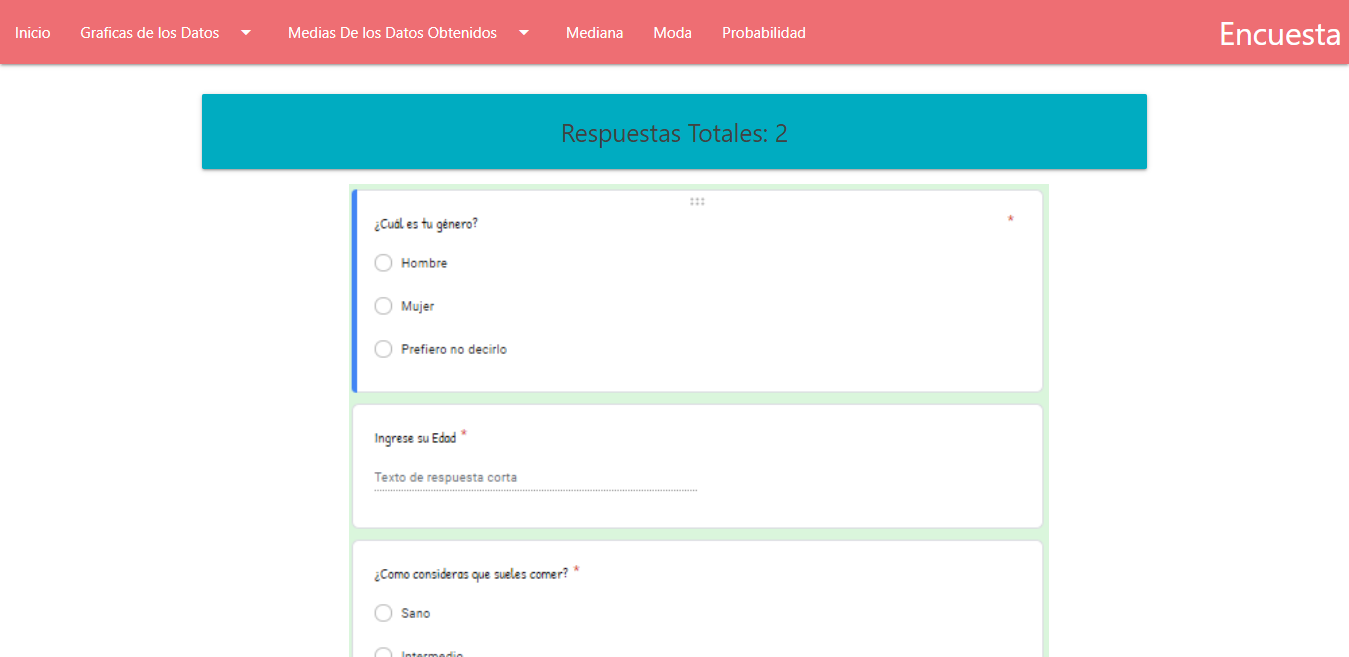 Inicio Graficas de los Datos Medias De los Datos Obtenidos Mediana Moda Probabilidad Encuesta
Respuestas Totales: 2
¿Cuál es tu género? *
Hombre
Mujer
Prefiero no decirlo
Ingrese su Edad *
Texto de respuesta corta
¿Como consideras que sueles comer? *
Sano
Intermedio